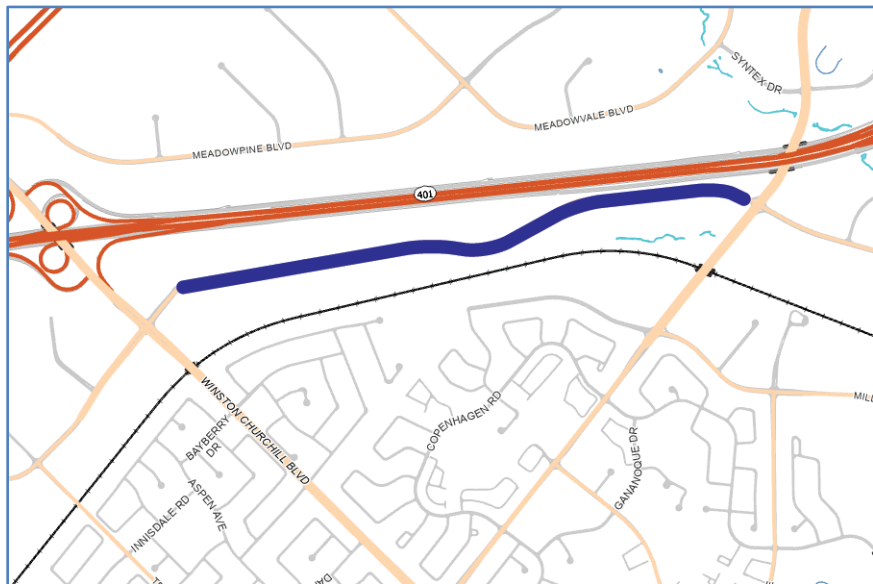 SYNTEX DR
MEADOWVALE BLVD
MEADOWPINE BLVD
401
WINSTON CHURCHILL BLVD
COPENHAGEN RD
MILL
BAYBERRY
DR
GANANOQUE DR
ASPEN AVE
INNISDALE RD